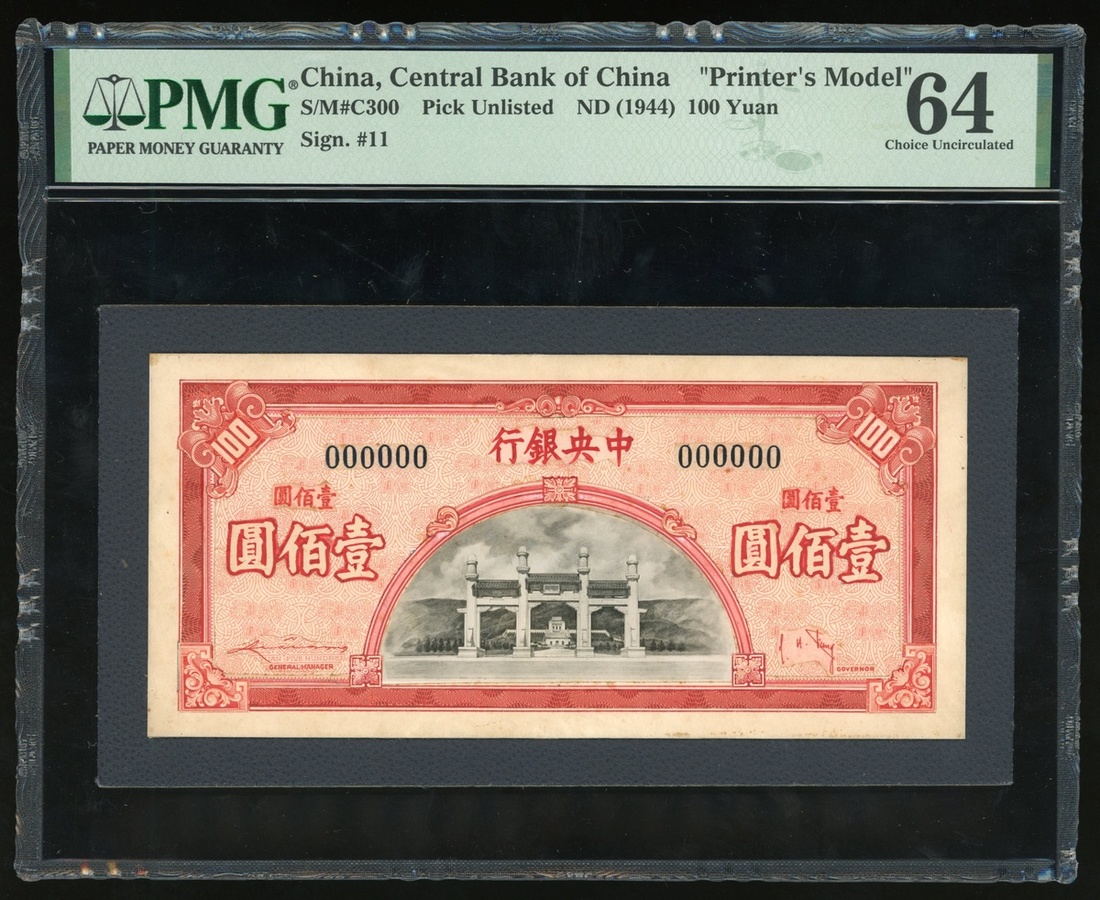 PMG®
PAPER MONEY GUARANTY
China, Central Bank of China "Printer's Model"
S/M#C300 Pick Unlisted ND (1944) 100 Yuan
Sign. #11
64
Choice Uncirculated
100
100
行銀央中
000000
000000
圓佰壹
圓佰壹
圓佰壹
圓佰壹
GENERAL MANAGER
GOVERNOR